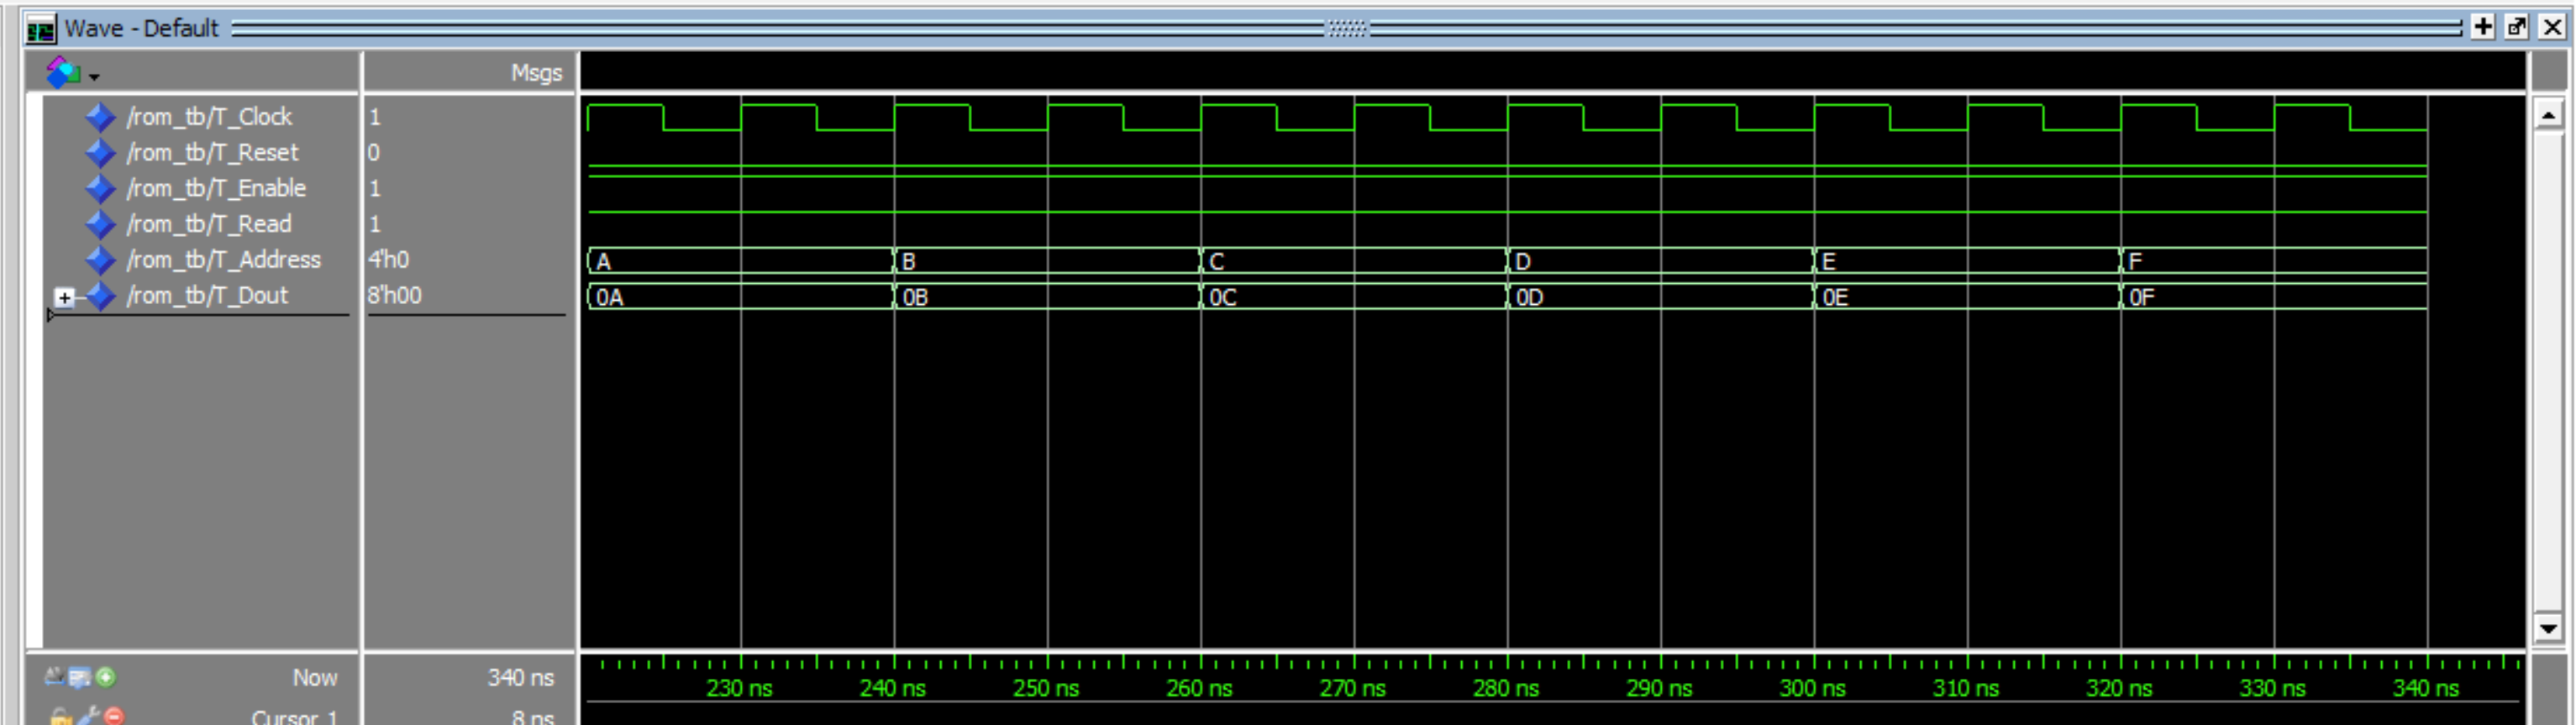 Wave - Default
Msgs
/rom_tb/T_Clock 1
/rom_tb/T_Reset 0
/rom_tb/T_Enable 1
/rom_tb/T_Read 1
/rom_tb/T_Address 4'h0 A B C D E F
/rom_tb/T_Dout 8'h00 0A 0B 0C 0D 0E 0F
Now 340 ns 230 ns 240 ns 250 ns 260 ns 270 ns 280 ns 290 ns 300 ns 310 ns 320 ns 330 ns 340 ns
Cursor 1 8 ns